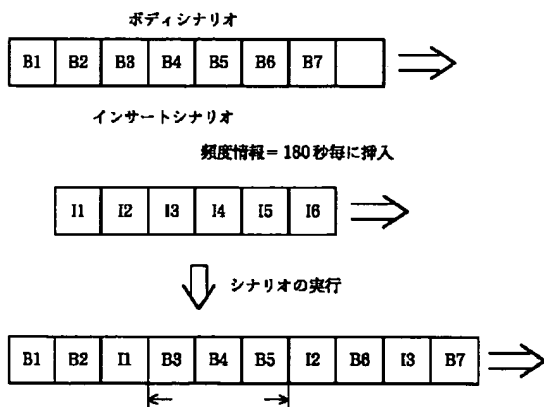 ボディシナリオ
B1 B2 B3 B4 B5 B6 B7
インサートシナリオ
頻度情報=180秒毎に挿入
I1 I2 I3 I4 I5 I6
シナリオの実行
B1 B2 I1 B3 B4 B5 I2 B6 I3 B7